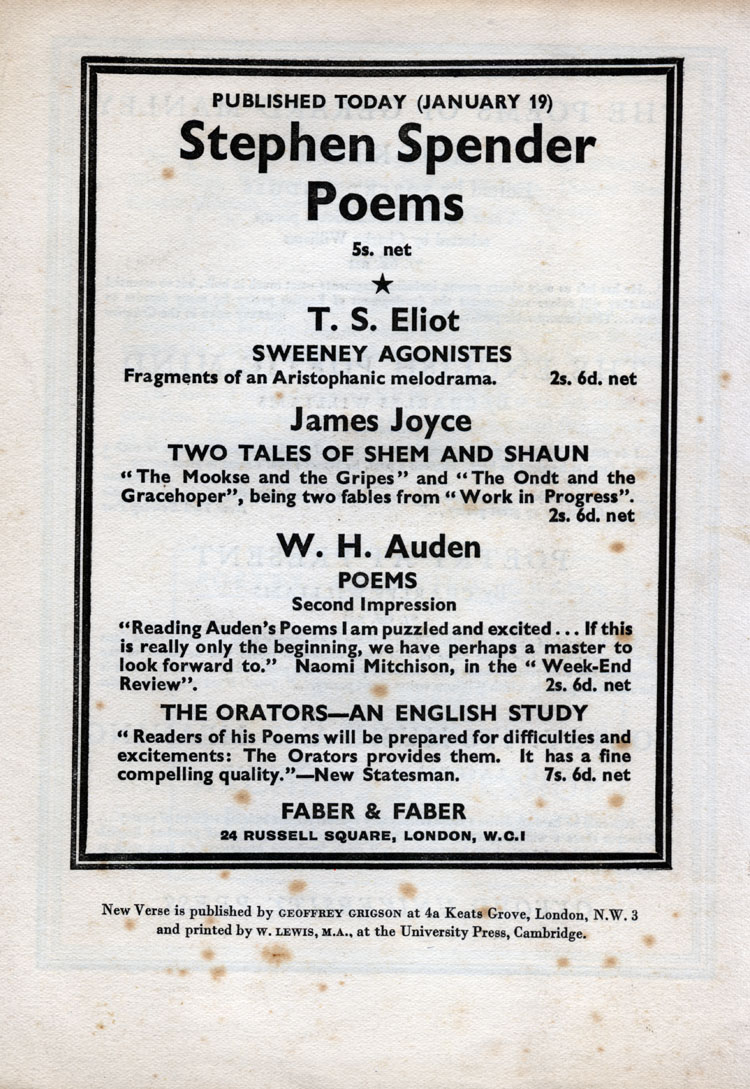 PUBLISHED TODAY (JANUARY 19)
Stephen Spender
Poems
5s. net
★
T. S. Eliot
SWEENEY AGONISTES
Fragments of an Aristophanic melodrama. 2s. 6d. net
James Joyce
TWO TALES OF SHEM AND SHAUN
“The Mookse and the Gripes” and “The Ondt and the
Gracehoper”, being two fables from “Work in Progress”.
2s. 6d. net
W. H. Auden
POEMS
Second Impression
“Reading Auden’s Poems I am puzzled and excited... If this
is really only the beginning, we have perhaps a master to
look forward to.” Naomi Mitchison, in the “Week-End
Review”. 2s. 6d. net
THE ORATORS—AN ENGLISH STUDY
“Readers of his Poems will be prepared for difficulties and
excitements: The Orators provides them. It has a fine
compelling quality.”—New Statesman. 7s. 6d. net
FABER & FABER
24 RUSSELL SQUARE, LONDON, W.C.I
New Verse is published by GEOFFREY GRIGSON at 4a Keats Grove, London, N.W. 3
and printed by W. LEWIS, M.A., at the University Press, Cambridge.